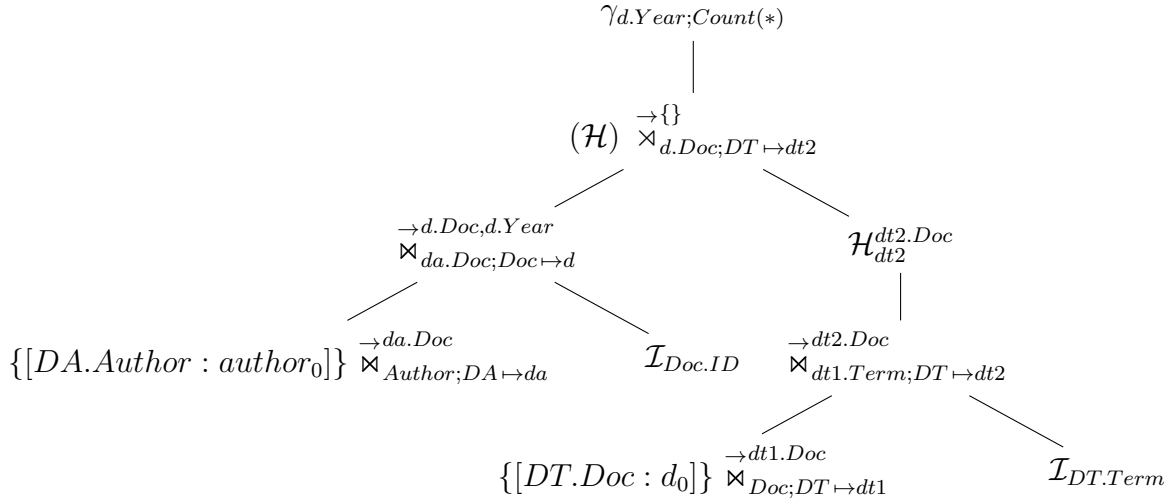 γ_{d.Year;Count(*)}
(ℋ) ⋊→^{{}}_{d.Doc;DT↦dt2}
⋈→^{d.Doc,d.Year}_{da.Doc;Doc↦d}
ℋ^{dt2.Doc}_{dt2}
{[DA.Author : author₀]} ⋈→^{da.Doc}_{Author;DA↦da}
ℐ_{Doc.ID}
⋈→^{dt2.Doc}_{dt1.Term;DT↦dt2}
{[DT.Doc : d₀]} ⋈→^{dt1.Doc}_{Doc;DT↦dt1}
ℐ_{DT.Term}